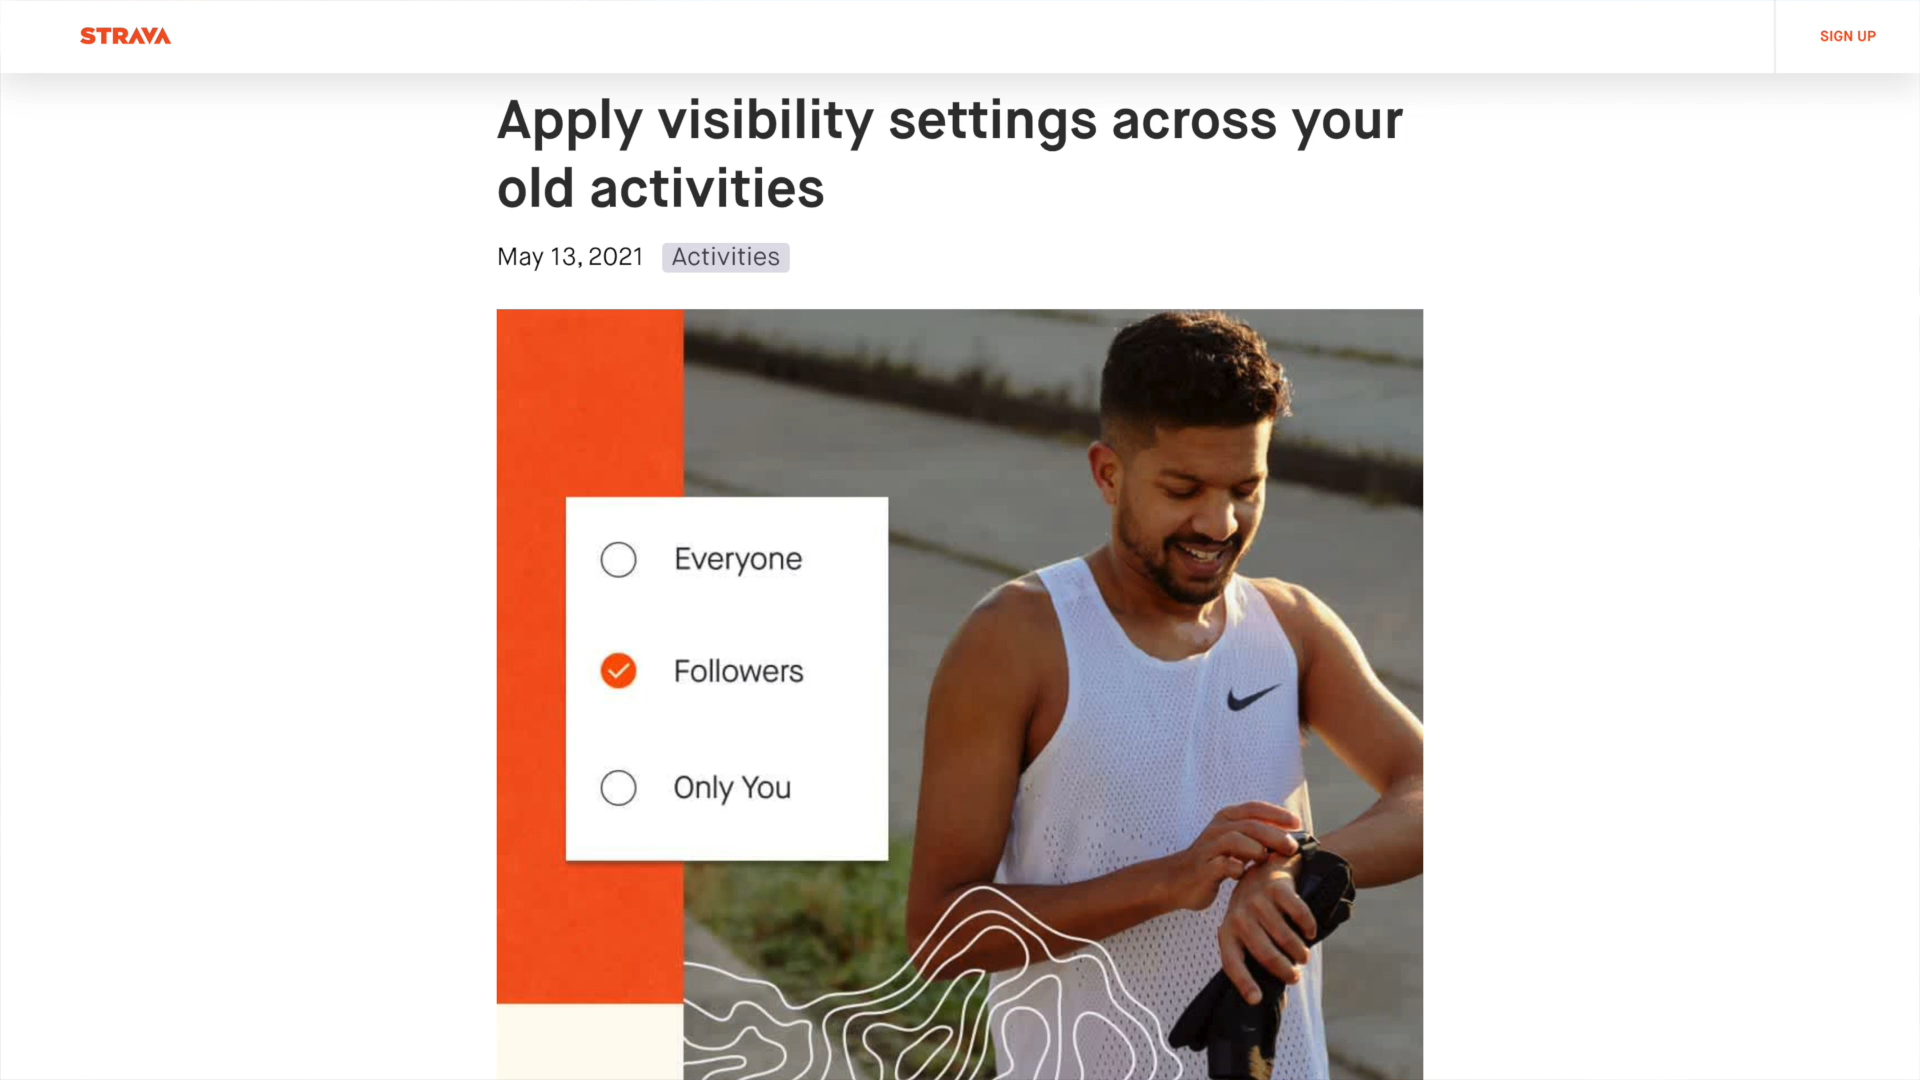 STRAVA
SIGN UP
Apply visibility settings across your
old activities
May 13, 2021 Activities
Everyone
Followers
Only You